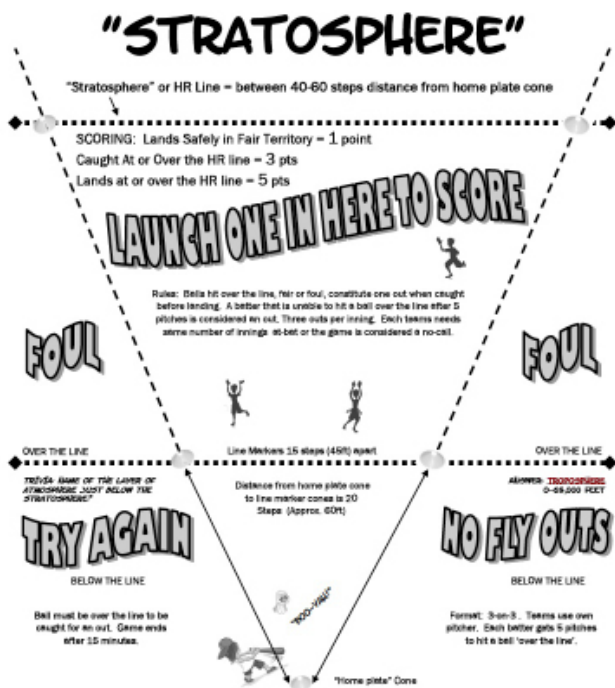 "STRATOSPHERE"
"Stratosphere" or HR Line = between 40-60 steps distance from home plate cone
SCORING: Lands Safely in Fair Territory = 1 point
Caught At or Over the HR line = 3 pts
Lands at or over the HR line = 5 pts
LAUNCH ONE IN HERE TO SCORE
Rules: Balls hit over the line, fair or foul, constitute one out when caught
before landing. A batter that is unable to hit a ball over the line after 5
pitches is considered an out. Three outs per inning. Each teams needs
same number of innings at-bat or the game is considered a no-call.
FOUL
FOUL
OVER THE LINE
Line Markers 15 steps (45ft) apart
OVER THE LINE
TRIVIA: NAME OF THE LAYER OF
ATMOSPHERE JUST BELOW THE
STRATOSPHERE?
Distance from home plate cone
to line marker cones is 20
Steps (Approx. 60ft)
ANSWER: TROPOSPHERE
FEET
TRY AGAIN
NO FLY OUTS
BELOW THE LINE
BELOW THE LINE
Ball must be over the line to be
caught for an out. Game ends
after 15 minutes.
"BOO-YAH!"
Format: 3-on-3. Teams use own
pitcher. Each batter gets 5 pitches
to hit a ball 'over the line'.
"Home plate" Cone